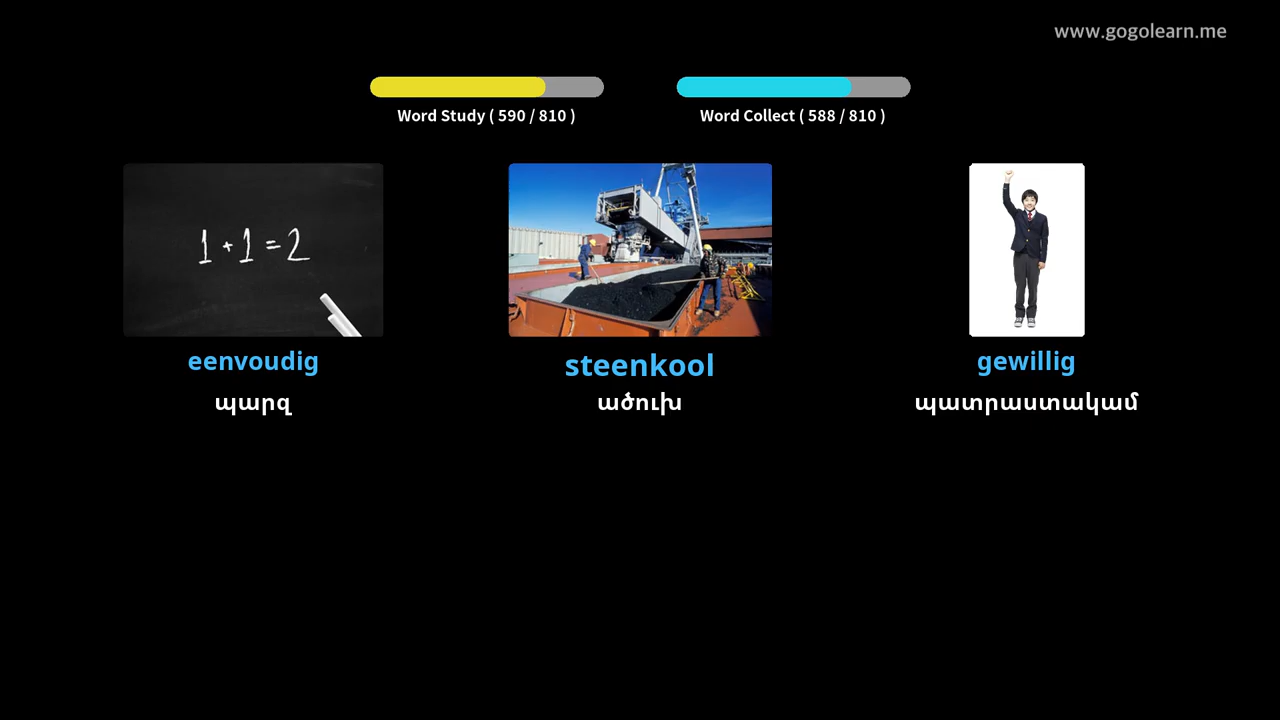 www.gogolearn.me
Word Study ( 590 / 810 )
Word Collect ( 588 / 810 )
1 + 1 = 2
eenvoudig
steenkool
gewillig
պարզ
ածուխ
պատրաստակամ